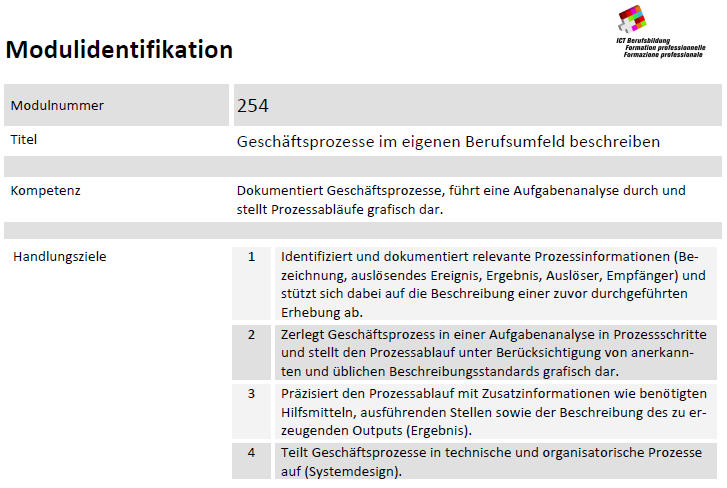 ICT Berufsbildung
Formation professionnelle
Formazione professionale
Modulidentifikation
Modulnummer 254
Titel Geschäftsprozesse im eigenen Berufsumfeld beschreiben
Kompetenz Dokumentiert Geschäftsprozesse, führt eine Aufgabenanalyse durch und
stellt Prozessabläufe grafisch dar.
Handlungsziele 1 Identifiziert und dokumentiert relevante Prozessinformationen (Be-
zeichnung, auslösendes Ereignis, Ergebnis, Auslöser, Empfänger) und
stützt sich dabei auf die Beschreibung einer zuvor durchgeführten
Erhebung ab.
2 Zerlegt Geschäftsprozess in einer Aufgabenanalyse in Prozessschritte
und stellt den Prozessablauf unter Berücksichtigung von anerkann-
ten und üblichen Beschreibungsstandards grafisch dar.
3 Präzisiert den Prozessablauf mit Zusatzinformationen wie benötigten
Hilfsmitteln, ausführenden Stellen sowie der Beschreibung des zu er-
zeugenden Outputs (Ergebnis).
4 Teilt Geschäftsprozesse in technische und organisatorische Prozesse
auf (Systemdesign).